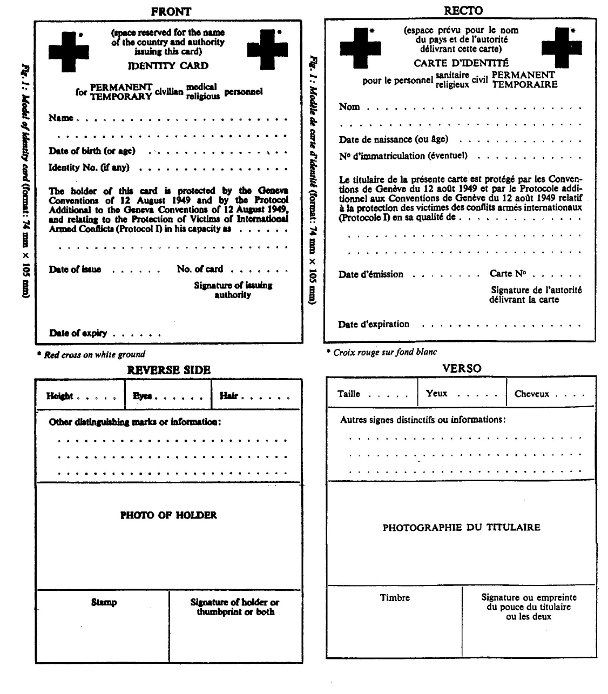 FRONT
*
*
(space reserved for the name
of the country and authority
issuing this card)
IDENTITY CARD
for PERMANENT civilian medical personnel
TEMPORARY religious
Name . . . . . . . . . . . . . . . . . . .
. . . . . . . . . . . . . . . . . . . . . .
Date of birth (or age) . . . . . . . . . . . .
Identity No. (if any) . . . . . . . . . . . .
The holder of this card is protected by the Geneva
Conventions of 12 August 1949 and by the Protocol
Additional to the Geneva Conventions of 12 August 1949,
and relating to the Protection of Victims of International
Armed Conflicts (Protocol I) in his capacity as . . . . .
. . . . . . . . . . . . . . . . . . . . . .
Date of issue . . . . . . No. of card . . . . . . .
Signature of issuing
authority
Date of expiry . . . . . .
* Red cross on white ground
Fig. 1: Model of identity card (format: 74 mm × 105 mm)
RECTO
*
*
(espace prévu pour le nom
du pays et de l'autorité
délivrant cette carte)
CARTE D'IDENTITÉ
pour le personnel sanitaire civil PERMANENT
religieux TEMPORAIRE
Nom . . . . . . . . . . . . . . . . . . . . .
. . . . . . . . . . . . . . . . . . . . . .
Date de naissance (ou âge) . . . . . . . . . . . .
Nº d'immatriculation (éventuel) . . . . . . . . . .
Le titulaire de la présente carte est protégé par les Conven-
tions de Genève du 12 août 1949 et par le Protocole addi-
tionnel aux Conventions de Genève du 12 août 1949 relatif
à la protection des victimes des conflits armés internationaux
(Protocole I) en sa qualité de . . . . . . . . . . .
. . . . . . . . . . . . . . . . . . . . . .
Date d'émission . . . . . . . Carte Nº . . . . . .
Signature de l'autorité
délivrant la carte
Date d'expiration . . . . . . . . . . . . . . .
* Croix rouge sur fond blanc
Fig. 1: Modèle de carte d'identité (format: 74 mm × 105 mm)
REVERSE SIDE
Height . . . . . Eyes . . . . . . Hair . . . . . .
Other distinguishing marks or information:
. . . . . . . . . . . . . . . . . . . . .
. . . . . . . . . . . . . . . . . . . . .
. . . . . . . . . . . . . . . . . . . . .
PHOTO OF HOLDER
Stamp
Signature of holder or
thumbprint or both
VERSO
Taille . . . . . Yeux . . . . . Cheveux . . . .
Autres signes distinctifs ou informations:
. . . . . . . . . . . . . . . . . . . . .
. . . . . . . . . . . . . . . . . . . . .
. . . . . . . . . . . . . . . . . . . . .
PHOTOGRAPHIE DU TITULAIRE
Timbre
Signature ou empreinte
du pouce du titulaire
ou les deux